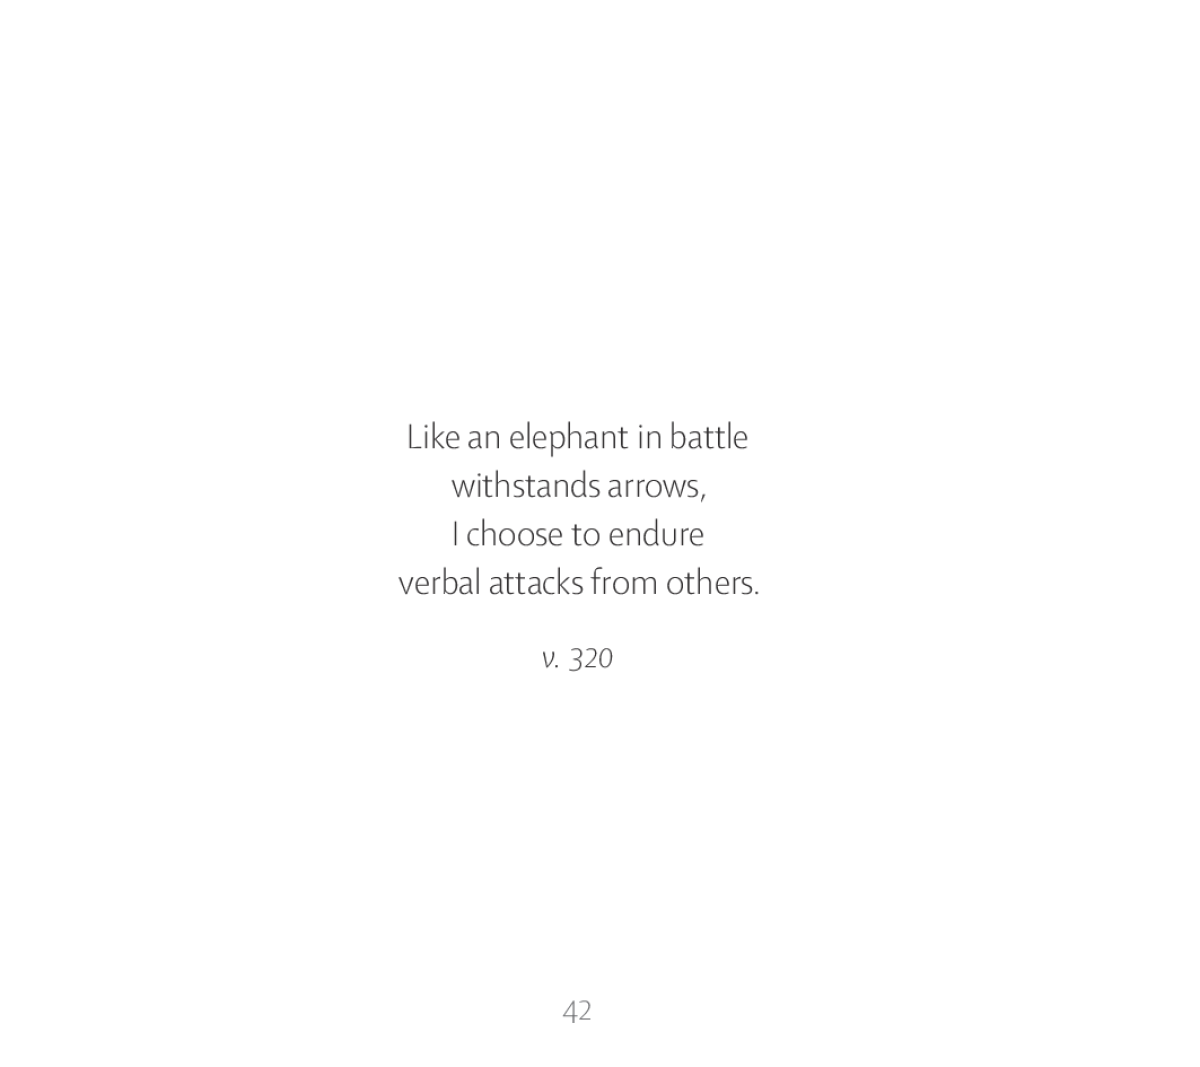 Like an elephant in battle
withstands arrows,
I choose to endure
verbal attacks from others.
v. 320
42